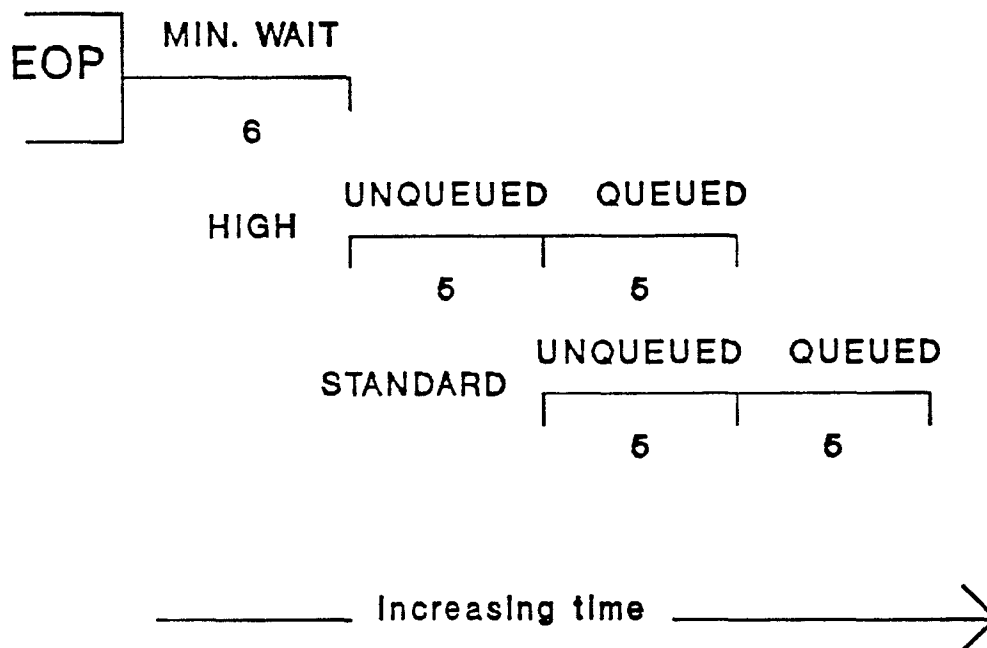 MIN. WAIT
EOP
6
UNQUEUED QUEUED
HIGH
5 5
UNQUEUED QUEUED
STANDARD
5 5
Increasing time